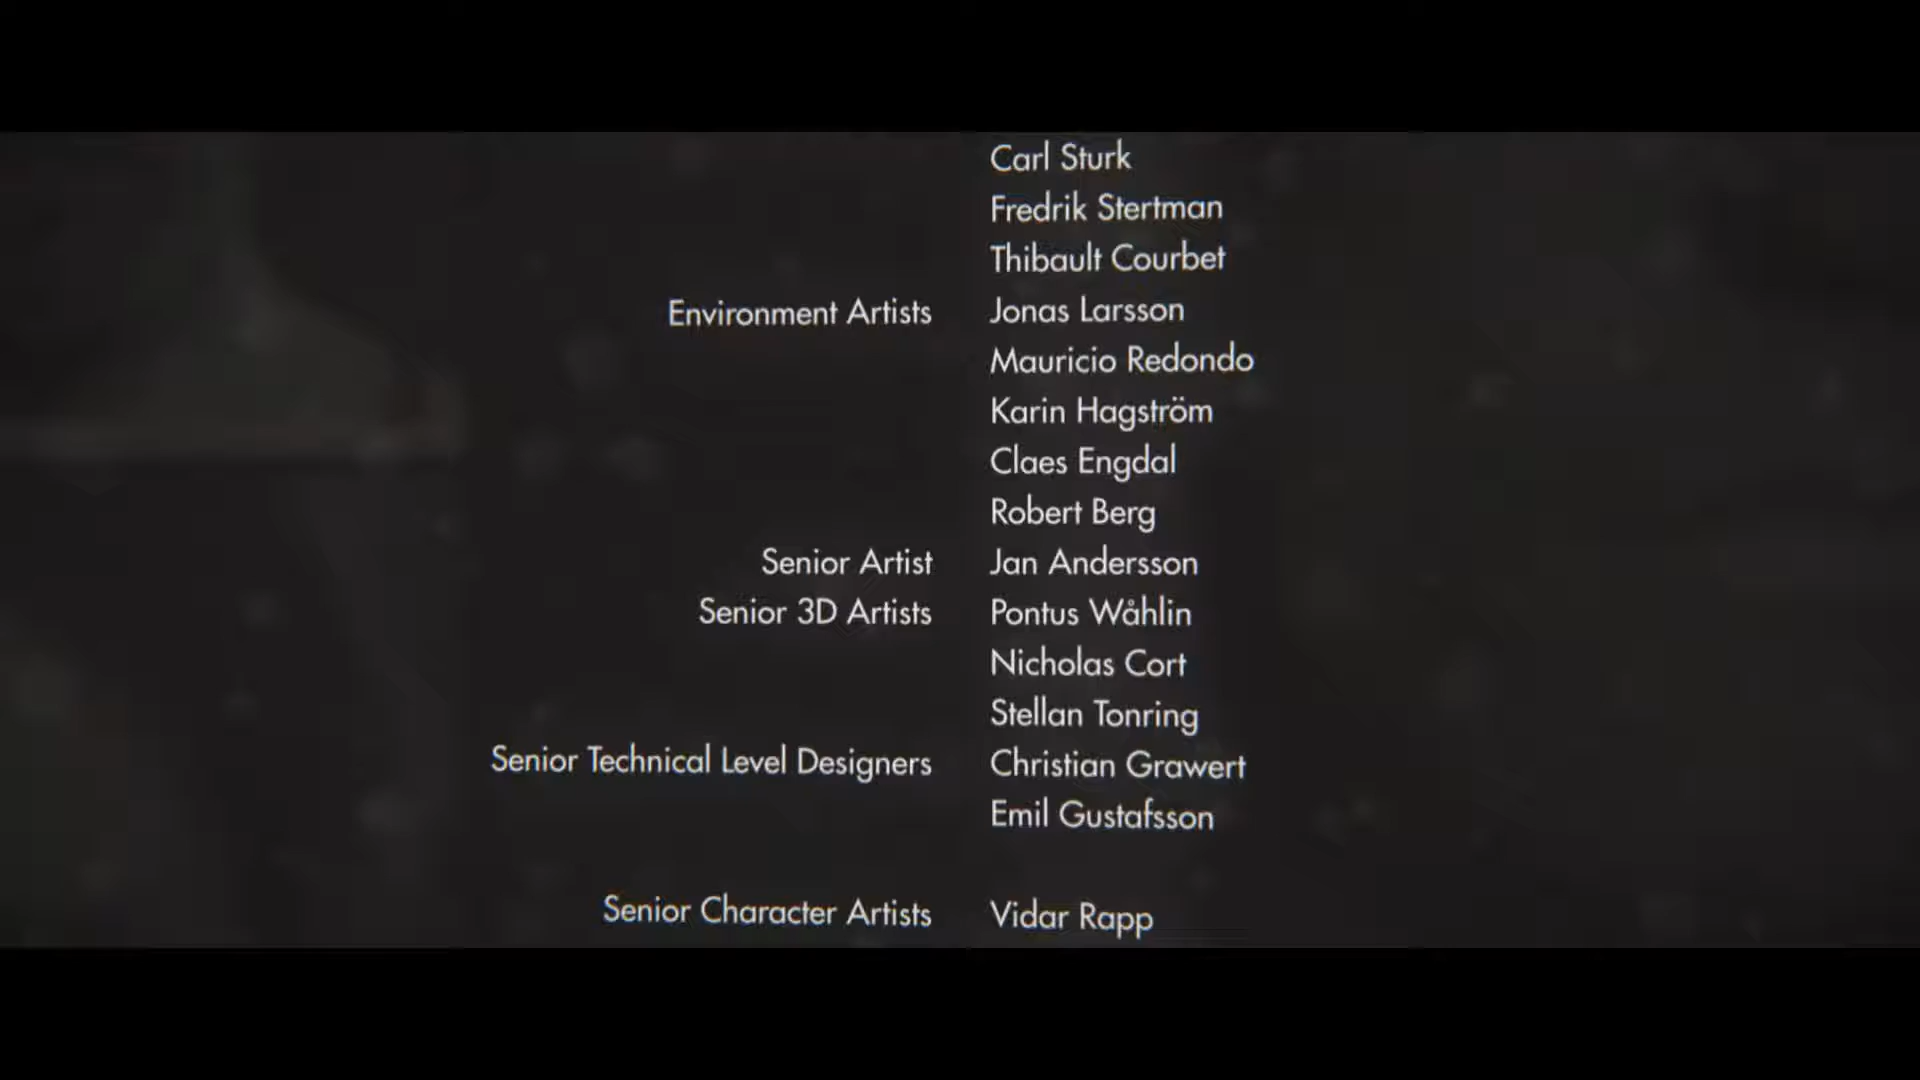 Carl Sturk
Fredrik Stertman
Thibault Courbet
Environment Artists Jonas Larsson
Mauricio Redondo
Karin Hagström
Claes Engdal
Robert Berg
Senior Artist Jan Andersson
Senior 3D Artists Pontus Wåhlin
Nicholas Cort
Stellan Tonring
Senior Technical Level Designers Christian Grawert
Emil Gustafsson
Senior Character Artists Vidar Rapp